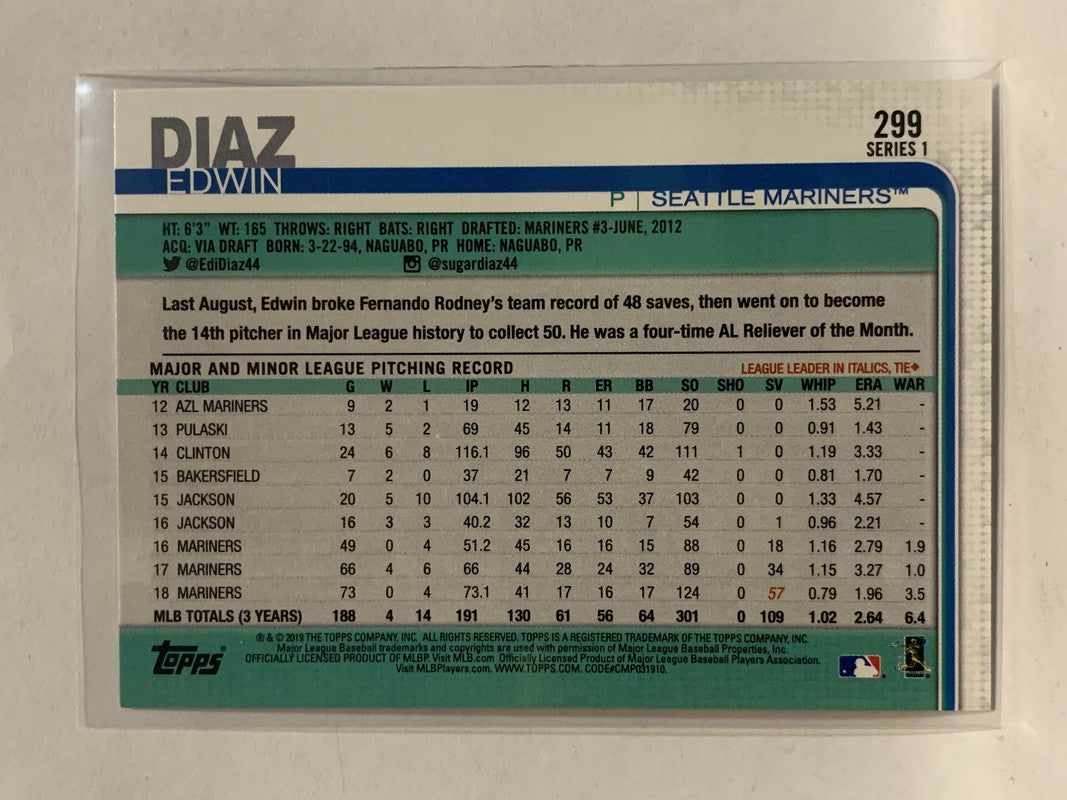 DIAZ
EDWIN
299
SERIES 1
P | SEATTLE MARINERS™
HT: 6'3" WT: 165 THROWS: RIGHT BATS: RIGHT DRAFTED: MARINERS #3-JUNE, 2012
ACQ: VIA DRAFT BORN: 3-22-94, NAGUABO, PR HOME: NAGUABO, PR
@EdiDiaz44 @sugardiaz44
Last August, Edwin broke Fernando Rodney's team record of 48 saves, then went on to become
the 14th pitcher in Major League history to collect 50. He was a four-time AL Reliever of the Month.
MAJOR AND MINOR LEAGUE PITCHING RECORD LEAGUE LEADER IN ITALICS, TIE◆
YR CLUB G W L IP H R ER BB SO SHO SV WHIP ERA WAR
12 AZL MARINERS 9 2 1 19 12 13 11 17 20 0 0 1.53 5.21 -
13 PULASKI 13 5 2 69 45 14 11 18 79 0 0 0.91 1.43 -
14 CLINTON 24 6 8 116.1 96 50 43 42 111 1 0 1.19 3.33 -
15 BAKERSFIELD 7 2 0 37 21 7 7 9 42 0 0 0.81 1.70 -
15 JACKSON 20 5 10 104.1 102 56 53 37 103 0 0 1.33 4.57 -
16 JACKSON 16 3 3 40.2 32 13 10 7 54 0 1 0.96 2.21 -
16 MARINERS 49 0 4 51.2 45 16 16 15 88 0 18 1.16 2.79 1.9
17 MARINERS 66 4 6 66 44 28 24 32 89 0 34 1.15 3.27 1.0
18 MARINERS 73 0 4 73.1 41 17 16 17 124 0 57 0.79 1.96 3.5
MLB TOTALS (3 YEARS) 188 4 14 191 130 61 56 64 301 0 109 1.02 2.64 6.4
® & © 2019 THE TOPPS COMPANY, INC. ALL RIGHTS RESERVED. TOPPS IS A REGISTERED TRADEMARK OF THE TOPPS COMPANY, INC.
Major League Baseball trademarks and copyrights are used with permission of Major League Baseball Properties, Inc.
OFFICIALLY LICENSED PRODUCT OF MLBP. Visit MLB.com Officially Licensed Product of Major League Baseball Players Association.
Visit MLBPlayers.com. WWW.TOPPS.COM. CODE#CMP031910.
TOPPS